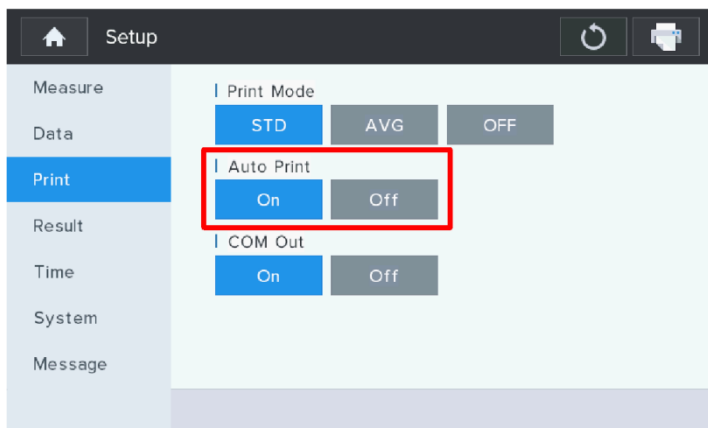 Setup
Measure
Data
Print
Result
Time
System
Message
Print Mode
STD AVG OFF
Auto Print
On Off
COM Out
On Off